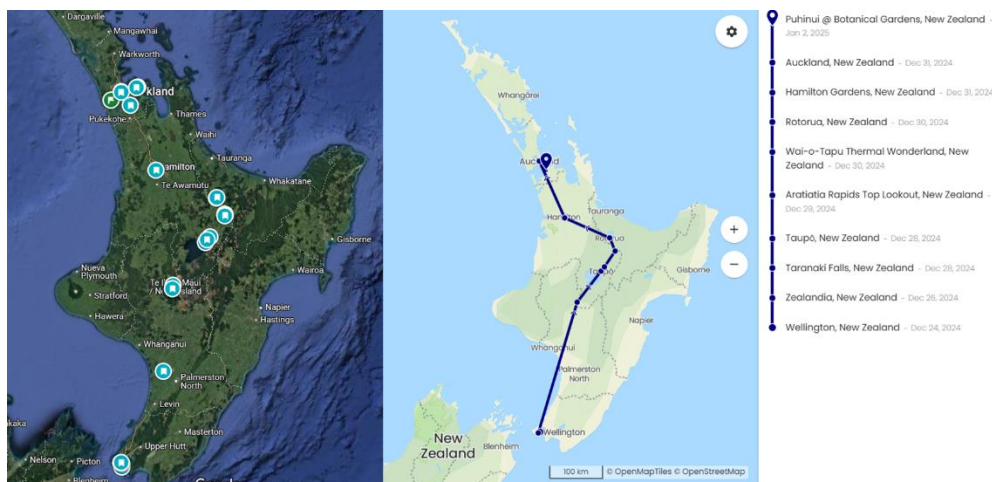 Dargaville
Mangawhai
Warkworth
kland
Pukekohe
Thames
Waihi
amilton
Tauranga
Te Awamutu
Whakatane
Gisborne
Nueva
Plymouth
Stratford
Hawera
Wairoa
Napier
Hastings
Whanganui
Palmerston
North
Levin
Masterton
Upper Hutt
Nelson
Picton
Blenheim
Whangārei
Hamilton
Tauranga
Gisborne
Napier
Whanganui
Palmerston
North
Wellington
New
Zealand
Blenheim
100 km
© OpenMapTiles © OpenStreetMap
Puhinui @ Botanical Gardens, New Zealand -
Jan 2, 2025
Auckland, New Zealand - Dec 31, 2024
Hamilton Gardens, New Zealand - Dec 31, 2024
Rotorua, New Zealand - Dec 30, 2024
Wai-o-Tapu Thermal Wonderland, New
Zealand - Dec 30, 2024
Aratiatia Rapids Top Lookout, New Zealand -
Dec 29, 2024
Taupō, New Zealand - Dec 28, 2024
Taranaki Falls, New Zealand - Dec 28, 2024
Zealandia, New Zealand - Dec 26, 2024
Wellington, New Zealand - Dec 24, 2024